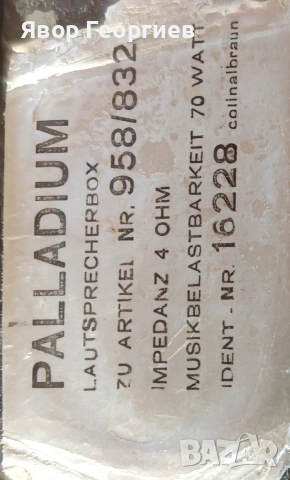 Явор Георгиев
PALLADIUM
LAUTSPRECHERBOX
ZU ARTIKEL NR. 958/832
IMPEDANZ 4 OHM
MUSIKBELASTBARKEIT 70 WATT
IDENT-NR. 16228 colinalbraun
BAZAR